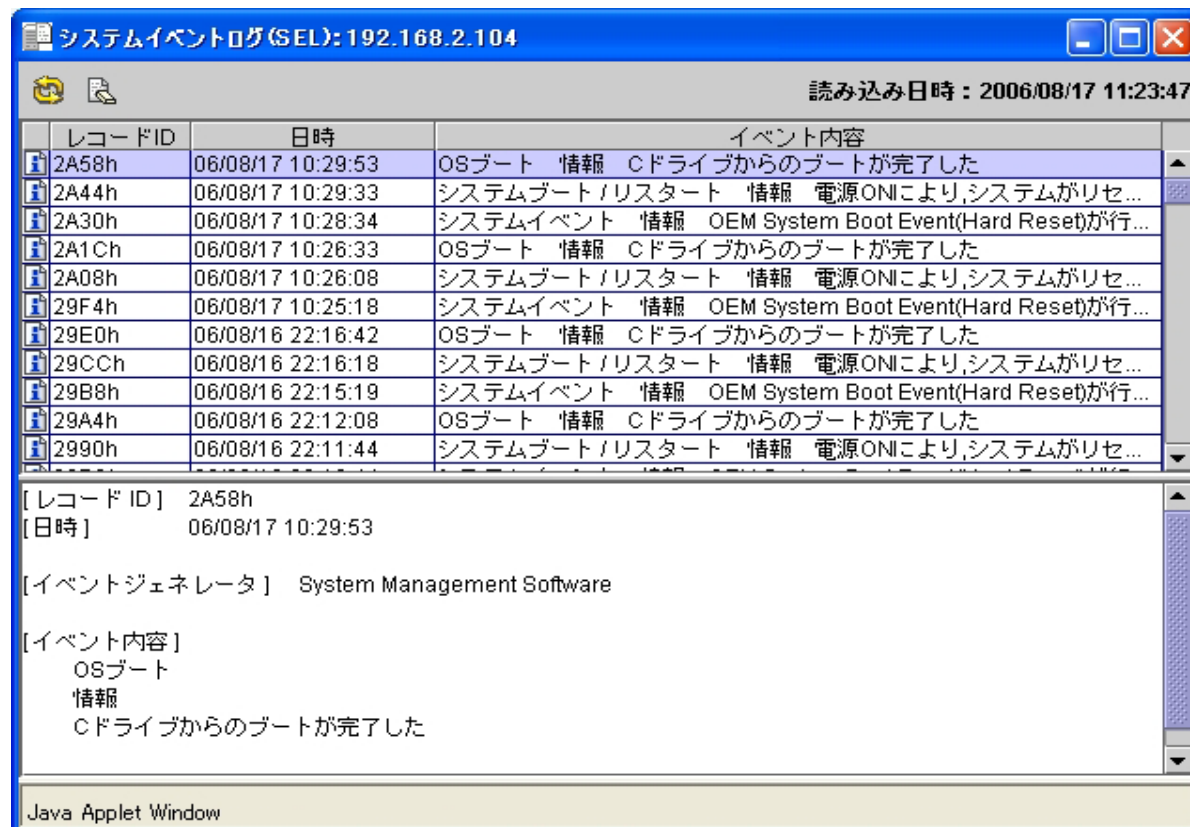 システムイベントログ(SEL):192.168.2.104
読み込み日時：2006/08/17 11:23:47
レコードID 日時 イベント内容
2A58h 06/08/17 10:29:53 OSブート 情報 Cドライブからのブートが完了した
2A44h 06/08/17 10:29:33 システムブート / リスタート 情報 電源ONにより,システムがリセ...
2A30h 06/08/17 10:28:34 システムイベント 情報 OEM System Boot Event(Hard Reset)が行...
2A1Ch 06/08/17 10:26:33 OSブート 情報 Cドライブからのブートが完了した
2A08h 06/08/17 10:26:08 システムブート / リスタート 情報 電源ONにより,システムがリセ...
29F4h 06/08/17 10:25:18 システムイベント 情報 OEM System Boot Event(Hard Reset)が行...
29E0h 06/08/16 22:16:42 OSブート 情報 Cドライブからのブートが完了した
29CCh 06/08/16 22:16:18 システムブート / リスタート 情報 電源ONにより,システムがリセ...
29B8h 06/08/16 22:15:19 システムイベント 情報 OEM System Boot Event(Hard Reset)が行...
29A4h 06/08/16 22:12:08 OSブート 情報 Cドライブからのブートが完了した
2990h 06/08/16 22:11:44 システムブート / リスタート 情報 電源ONにより,システムがリセ...
[ レコード ID ] 2A58h
[日時 ] 06/08/17 10:29:53
[イベントジェネレータ ] System Management Software
[イベント内容 ]
OSブート
情報
Cドライブからのブートが完了した
Java Applet Window